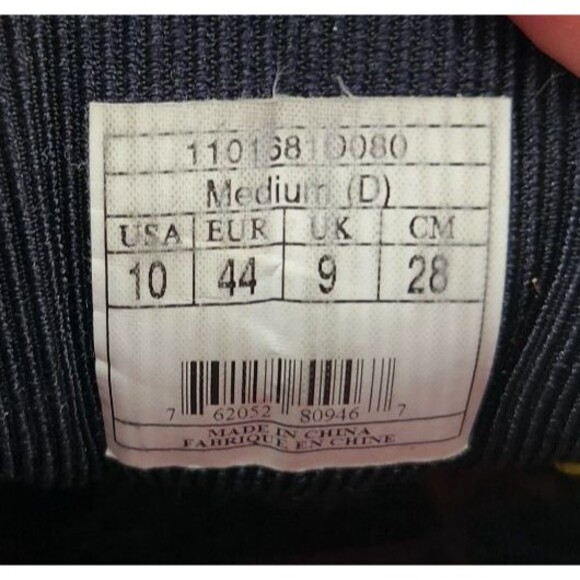 1101681D080
Medium (D)
USA EUR UK CM
10 44 9 28
7 62052 80946 7
MADE IN CHINA
FABRIQUE EN CHINE